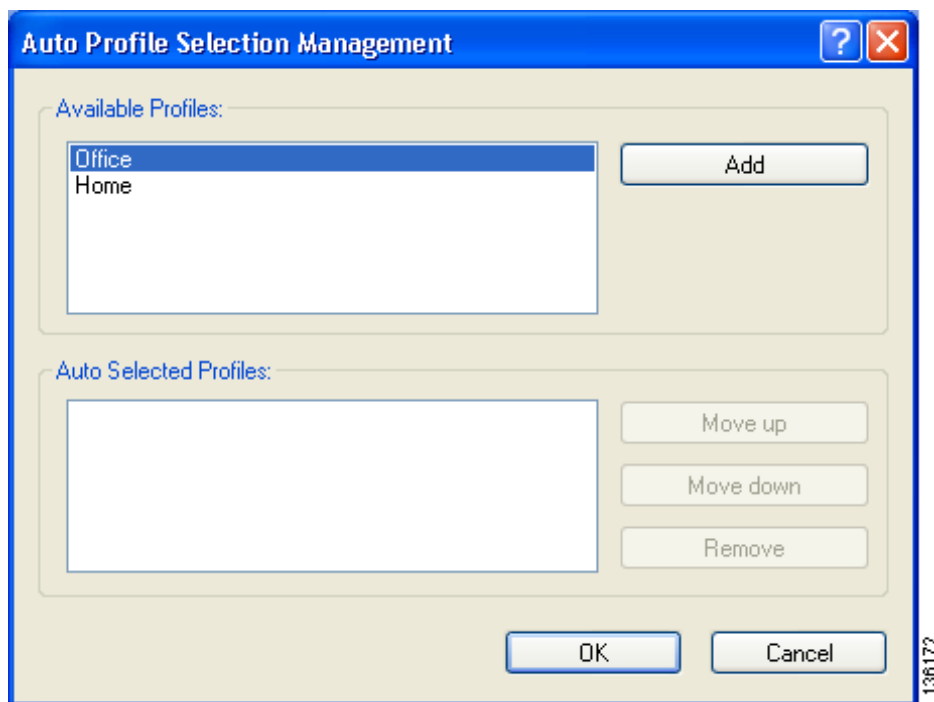 Auto Profile Selection Management
?
Available Profiles:
Office
Home
Add
Auto Selected Profiles:
Move up
Move down
Remove
OK
Cancel
136172